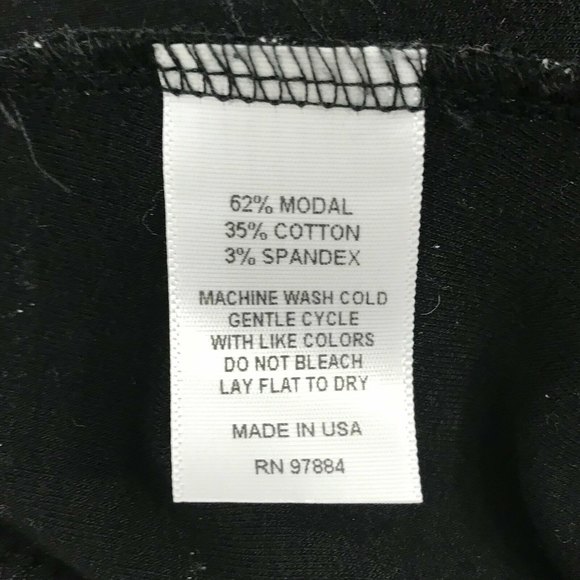 62% MODAL
35% COTTON
3% SPANDEX
MACHINE WASH COLD
GENTLE CYCLE
WITH LIKE COLORS
DO NOT BLEACH
LAY FLAT TO DRY
MADE IN USA
RN 97884